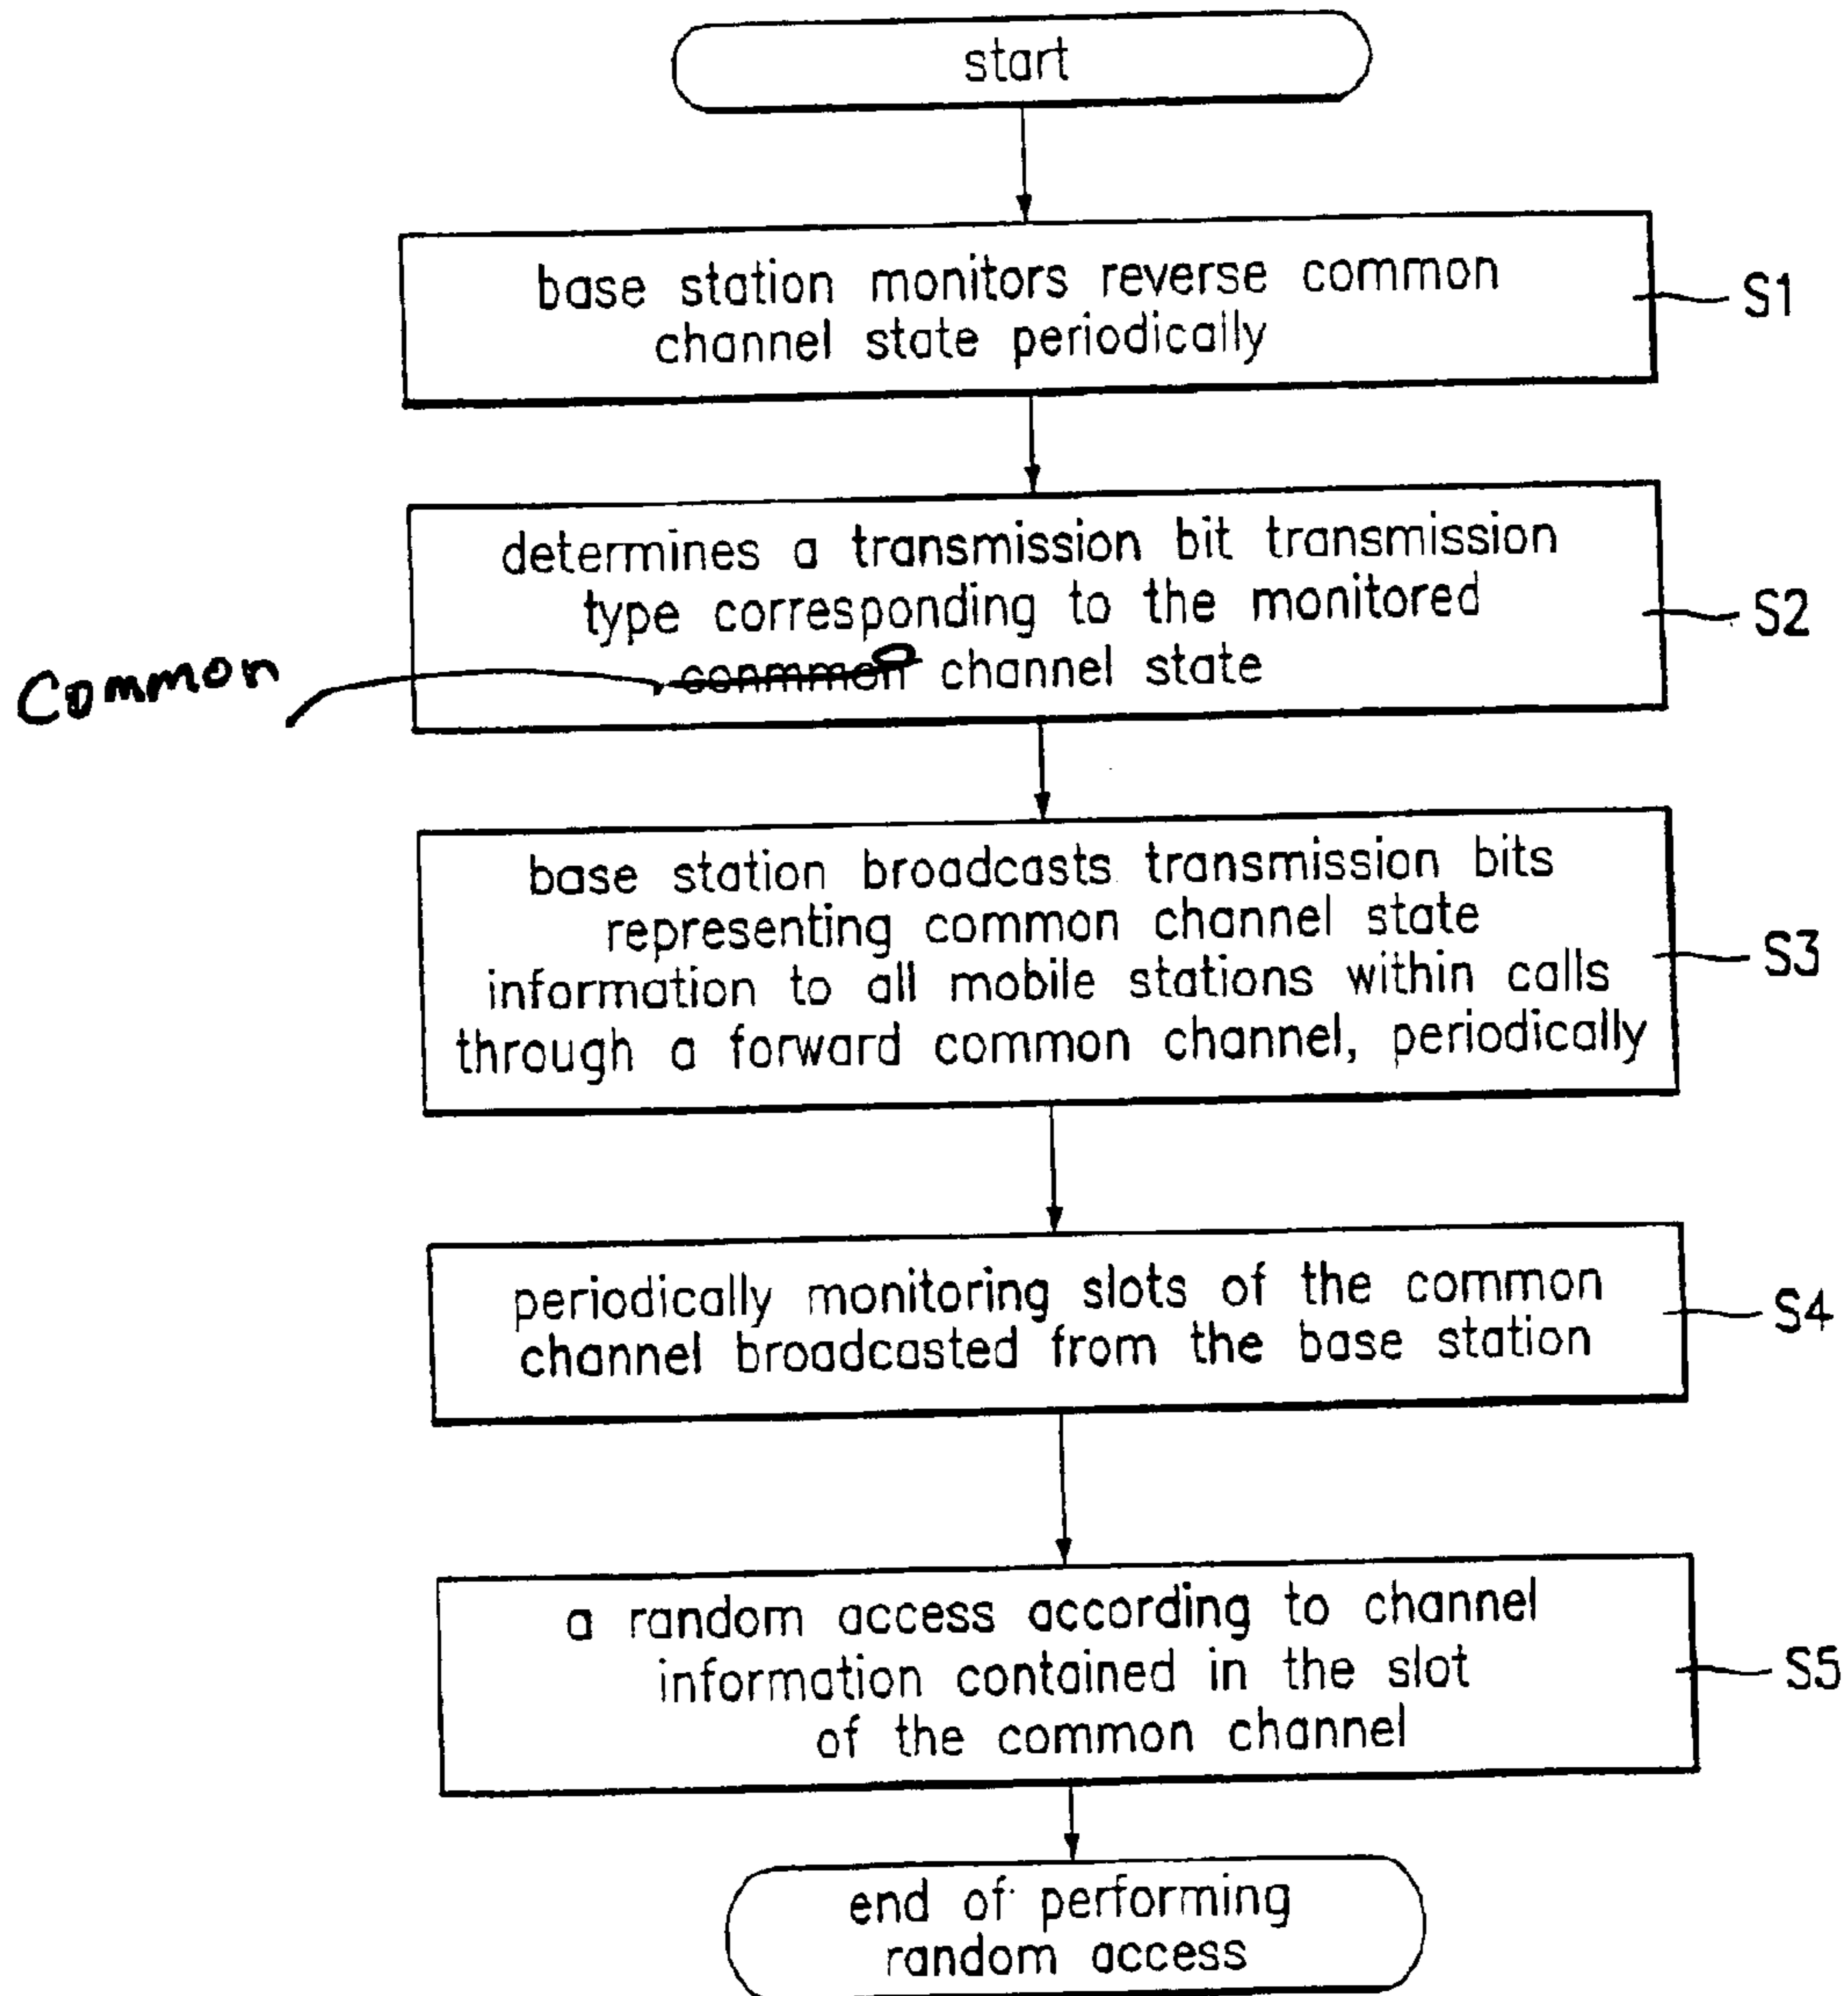 start
base station monitors reverse common
channel state periodically
S1
determines a transmission bit transmission
type corresponding to the monitored
conmmon channel state
S2
Common
base station broadcasts transmission bits
representing common channel state
information to all mobile stations within calls
through a forward common channel, periodically
S3
periodically monitoring slots of the common
channel broadcasted from the base station
S4
a random access according to channel
information contained in the slot
of the common channel
S5
end of performing
random access